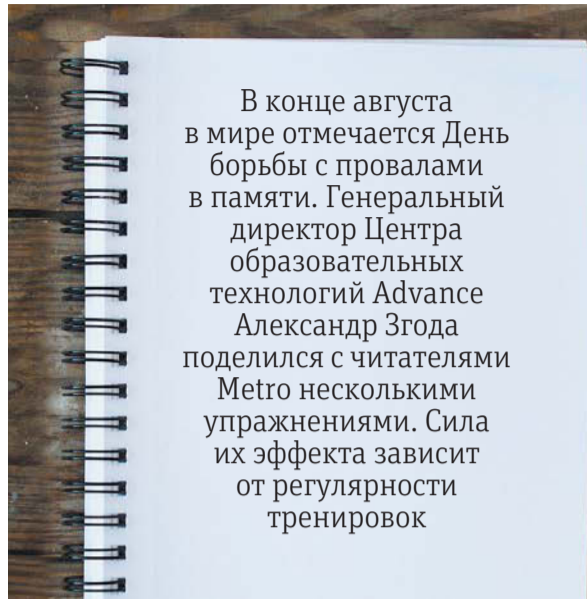 В конце августа
в мире отмечается День
борьбы с провалами
в памяти. Генеральный
директор Центра
образовательных
технологий Advance
Александр Згода
поделился с читателями
Metro несколькими
упражнениями. Сила
их эффекта зависит
от регулярности
тренировок